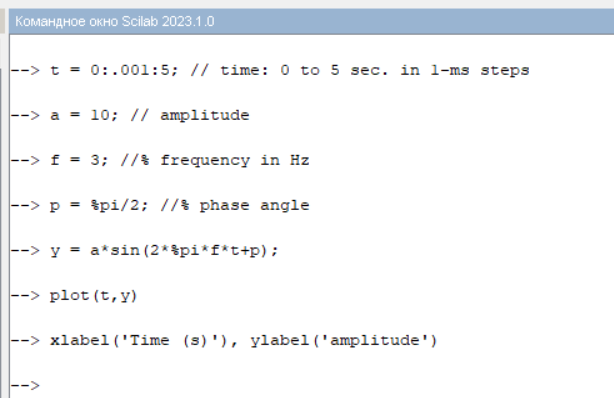 Командное окно Scilab 2023.1.0
--> t = 0:.001:5; // time: 0 to 5 sec. in 1-ms steps
--> a = 10; // amplitude
--> f = 3; //% frequency in Hz
--> p = %pi/2; //% phase angle
--> y = a*sin(2*%pi*f*t+p);
--> plot(t,y)
--> xlabel('Time (s)'), ylabel('amplitude')
-->